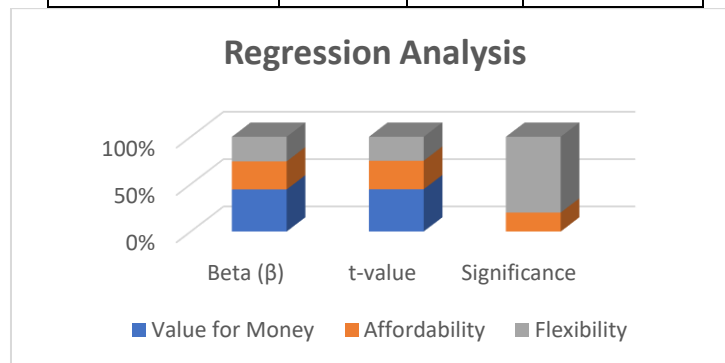 Regression Analysis
100%
50%
0%
Beta (β) t-value Significance
Value for Money Affordability Flexibility